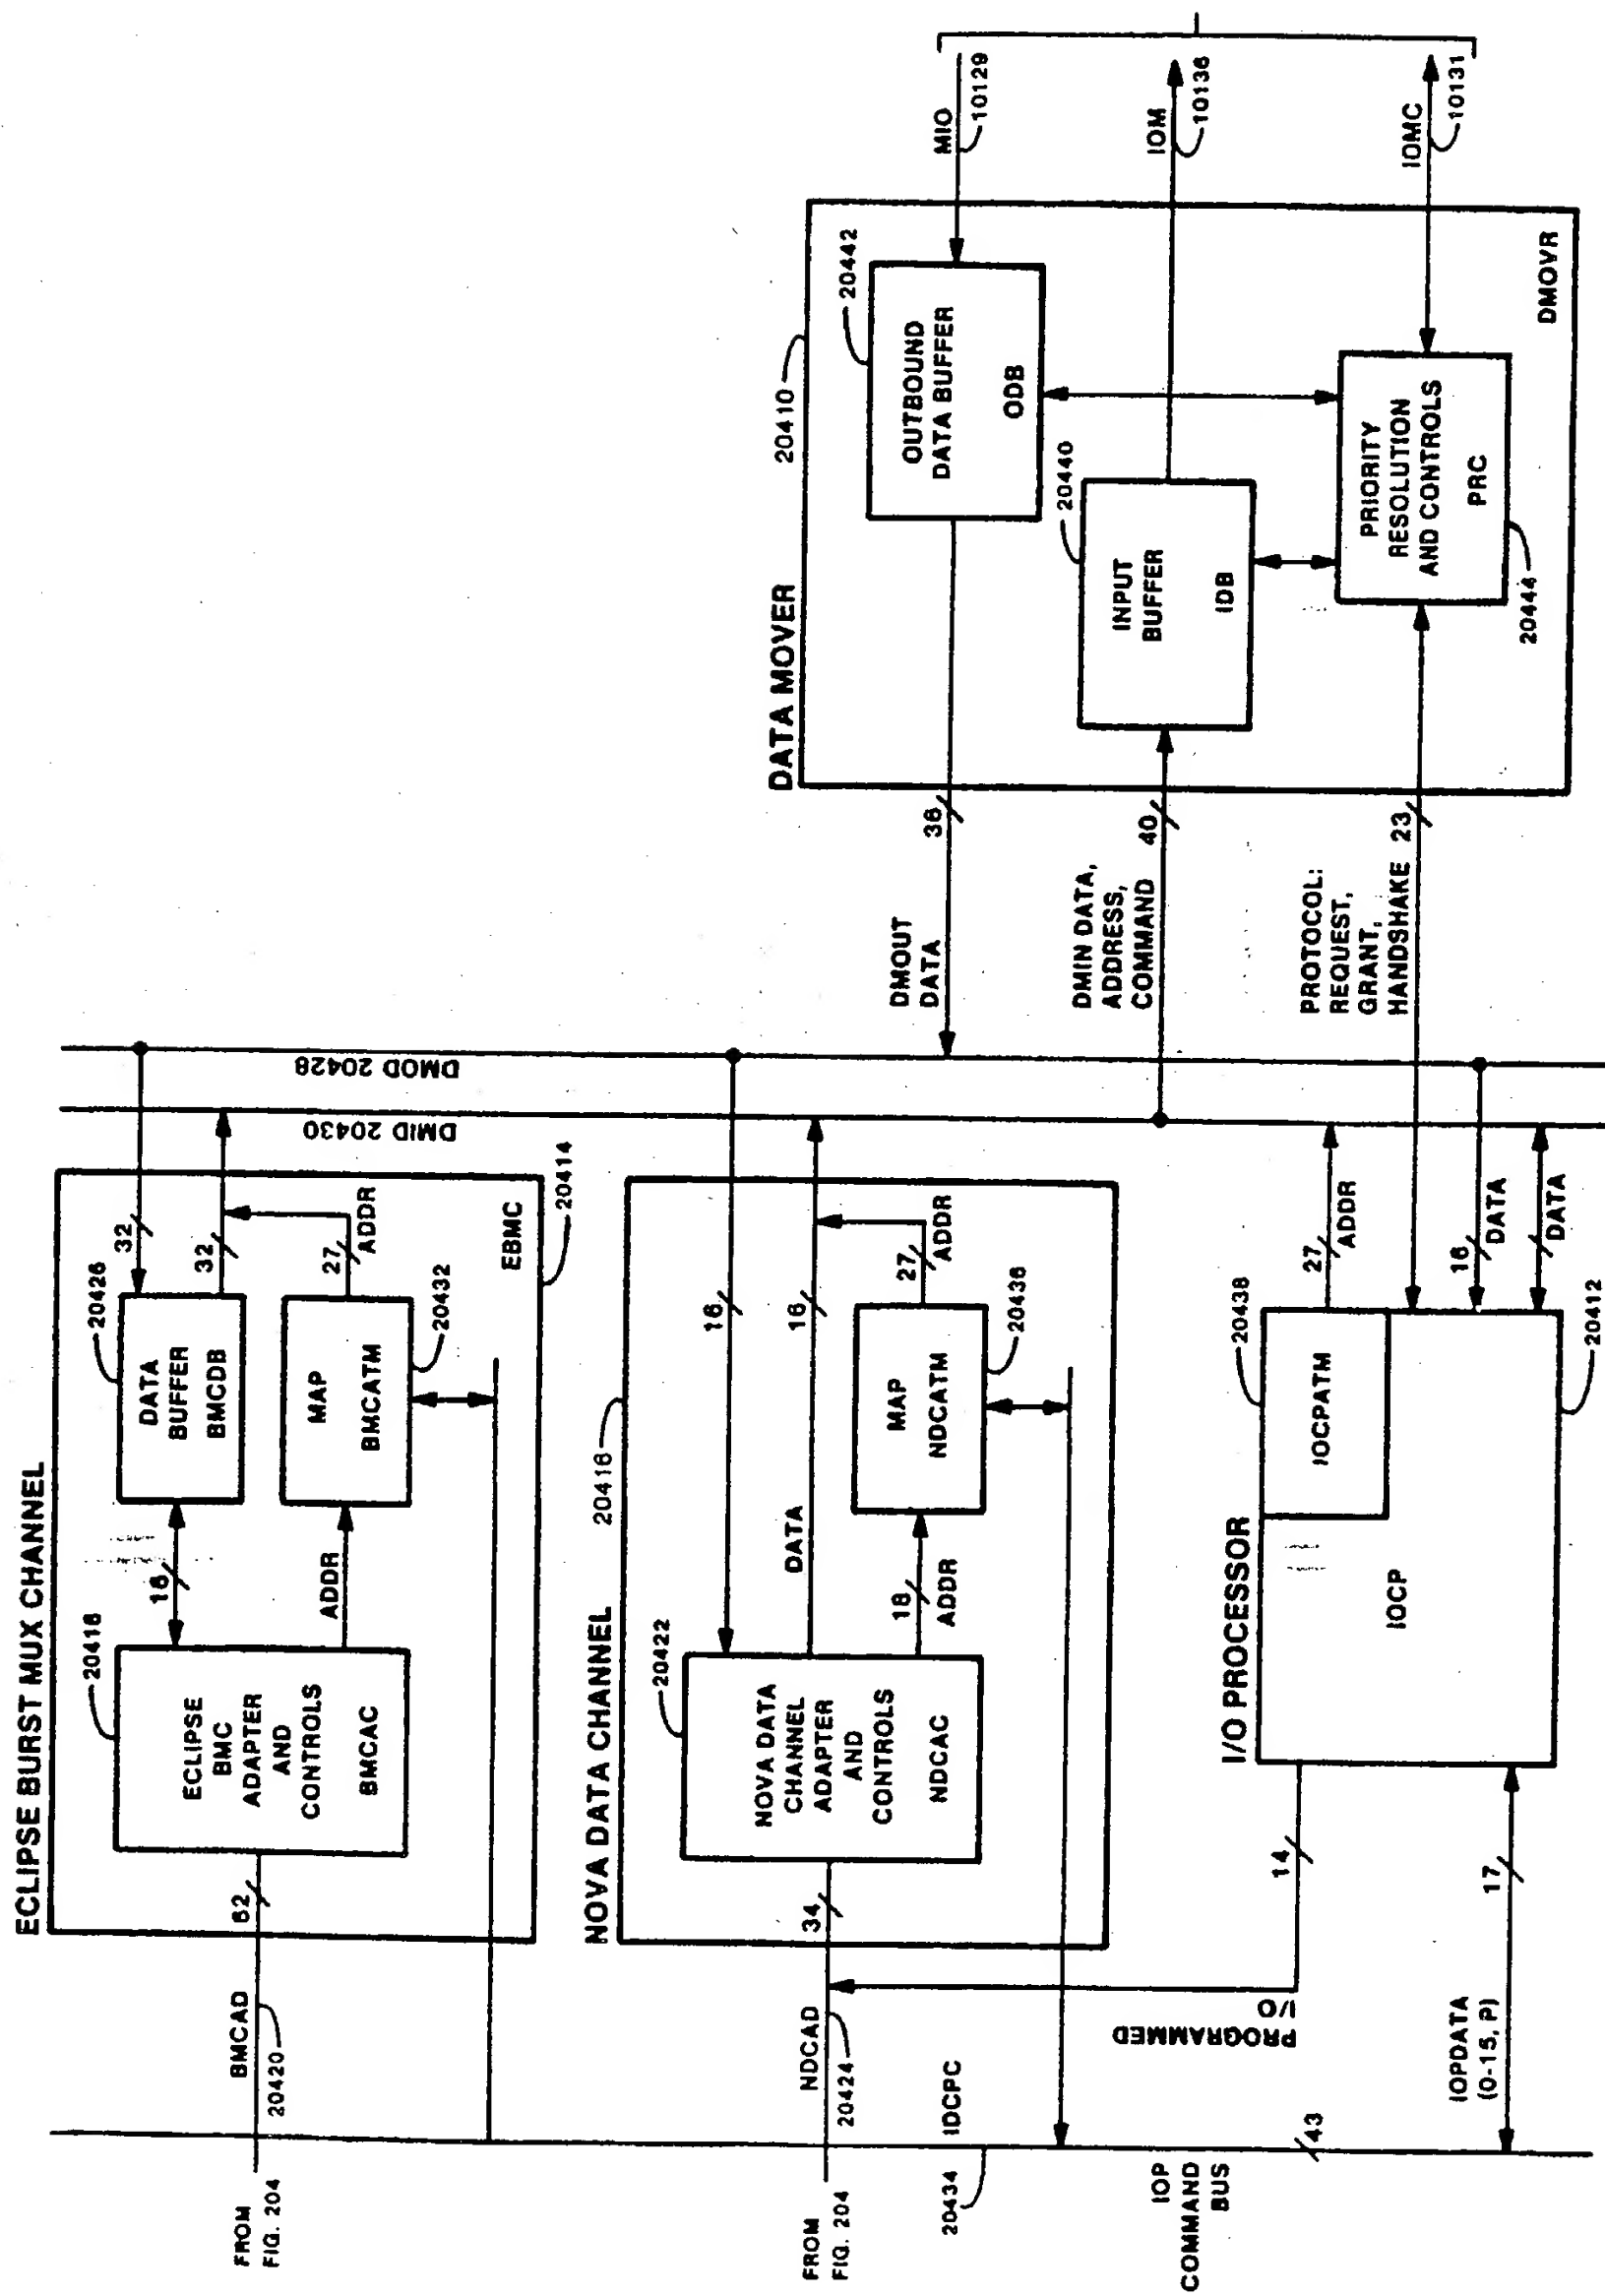 ECLIPSE BURST MUX CHANNEL
FROM
FIG. 204
BMCAD
20420
62
20418
ECLIPSE
BMC
ADAPTER
AND
CONTROLS
BMCAC
16
ADDR
20426
DATA
BUFFER
BMCDB
MAP
BMCATM
20432
32
32
27
ADDR
EBMC
20414
DMID 20430
DMOD 20428
NOVA DATA CHANNEL
20416
FROM
FIG. 204
NDCAD
20424
34
20422
NOVA DATA
CHANNEL
ADAPTER
AND
CONTROLS
NDCAC
16
16
DATA
18
ADDR
MAP
NDCATM
20436
27
ADDR
IDCPC
20434
IOP
COMMAND
BUS
43
PROGRAMMED
I/O
14
IOPDATA
(0-15, P)
17
I/O PROCESSOR
IOCP
IOCPATM
20438
20412
27
ADDR
16
DATA
DATA
DMOUT
DATA
36
DMIN DATA,
ADDRESS,
COMMAND
40
PROTOCOL:
REQUEST,
GRANT,
HANDSHAKE
23
DATA MOVER
20410
20442
OUTBOUND
DATA BUFFER
ODB
20440
INPUT
BUFFER
IDB
PRIORITY
RESOLUTION
AND CONTROLS
PRC
20444
DMOVR
MIO
10129
IOM
10136
IOMC
10131